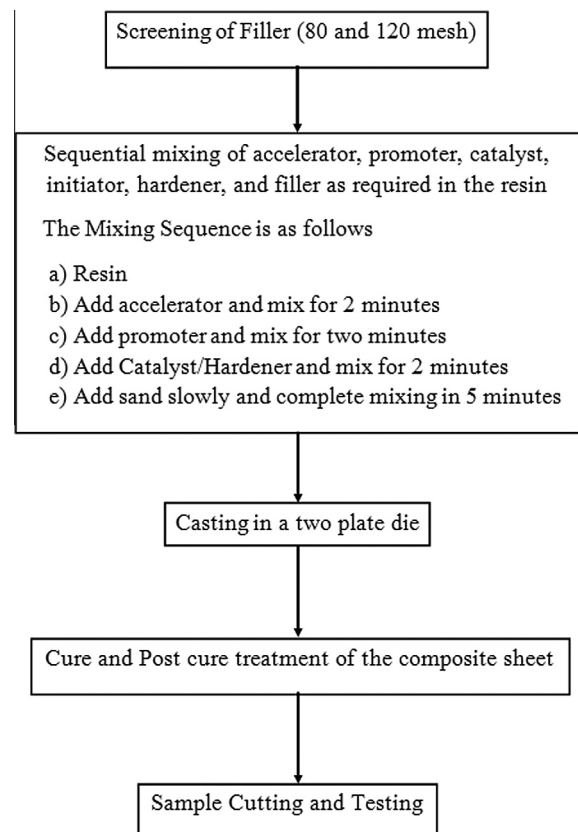 Screening of Filler (80 and 120 mesh)
Sequential mixing of accelerator, promoter, catalyst,
initiator, hardener, and filler as required in the resin
The Mixing Sequence is as follows
a) Resin
b) Add accelerator and mix for 2 minutes
c) Add promoter and mix for two minutes
d) Add Catalyst/Hardener and mix for 2 minutes
e) Add sand slowly and complete mixing in 5 minutes
Casting in a two plate die
Cure and Post cure treatment of the composite sheet
Sample Cutting and Testing